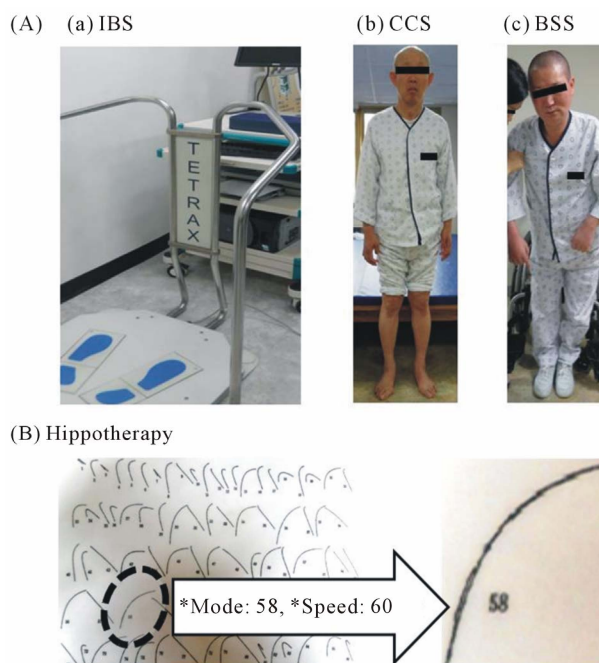 (A) (a) IBS (b) CCS (c) BSS
TETRAX
(B) Hippotherapy
*Mode: 58, *Speed: 60
58